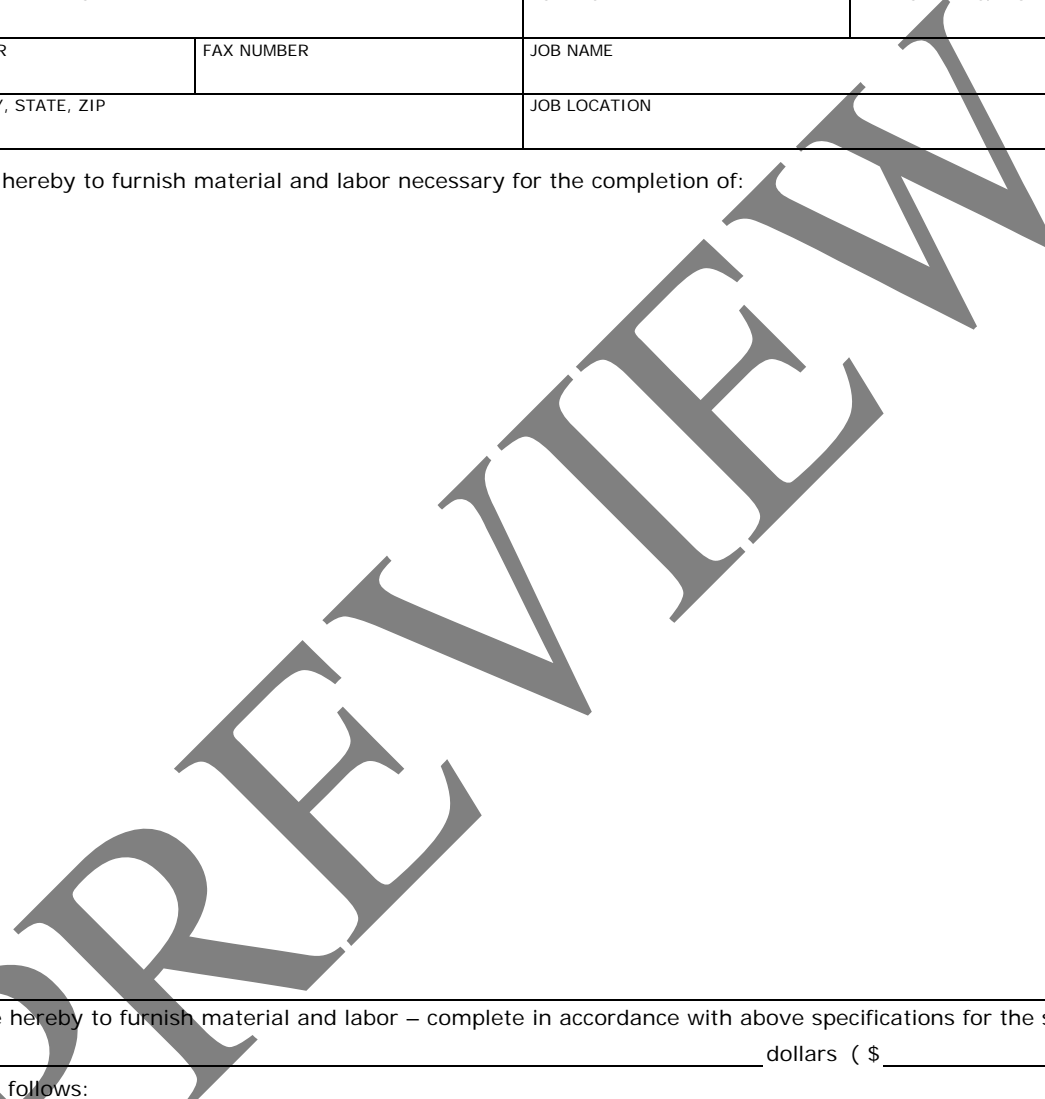 FAX NUMBER
JOB NAME
, STATE, ZIP
JOB LOCATION
hereby to furnish material and labor necessary for the completion of:
PREVIEW
hereby to furnish material and labor – complete in accordance with above specifications for the
dollars ( $
follows: